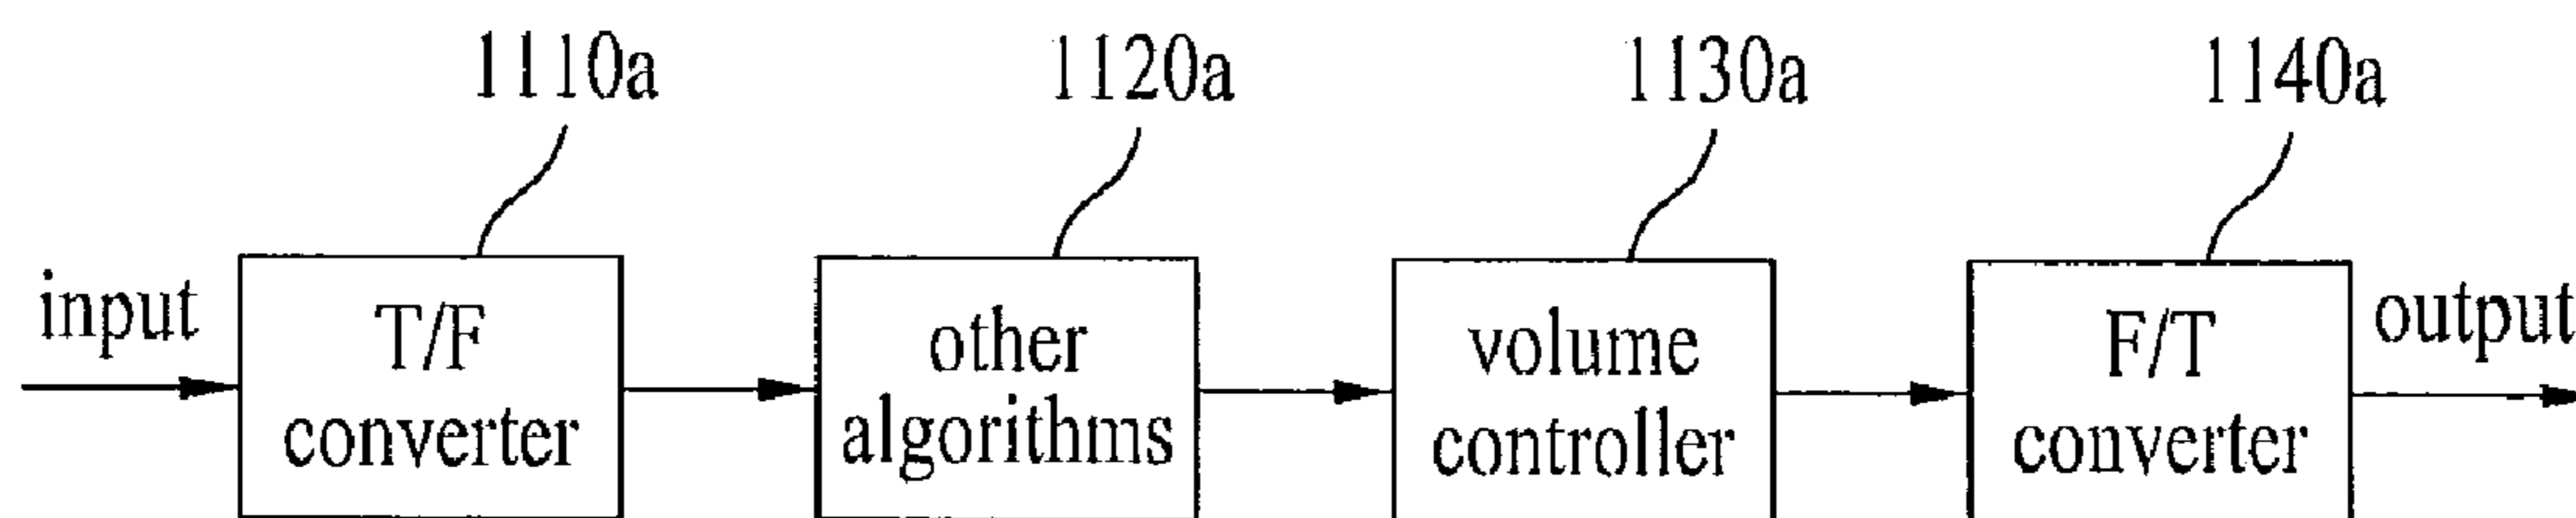 1110a
1120a
1130a
1140a
input
T/F
converter
other
algorithms
volume
controller
F/T
converter
output